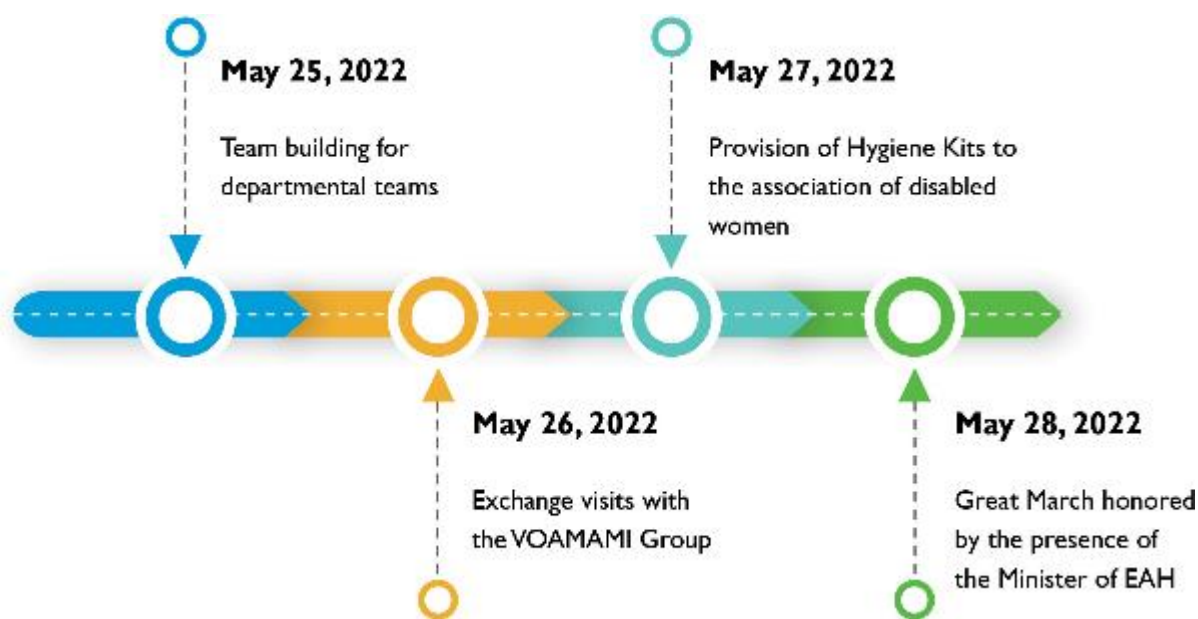 May 25, 2022
Team building for
departmental teams
May 26, 2022
Exchange visits with
the VOAMAMI Group
May 27, 2022
Provision of Hygiene Kits to
the association of disabled
women
May 28, 2022
Great March honored
by the presence of
the Minister of EAH